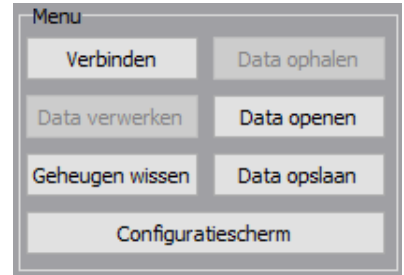 Menu
Verbinden
Data ophalen
Data verwerken
Data openen
Geheugen wissen
Data opslaan
Configuratiescherm